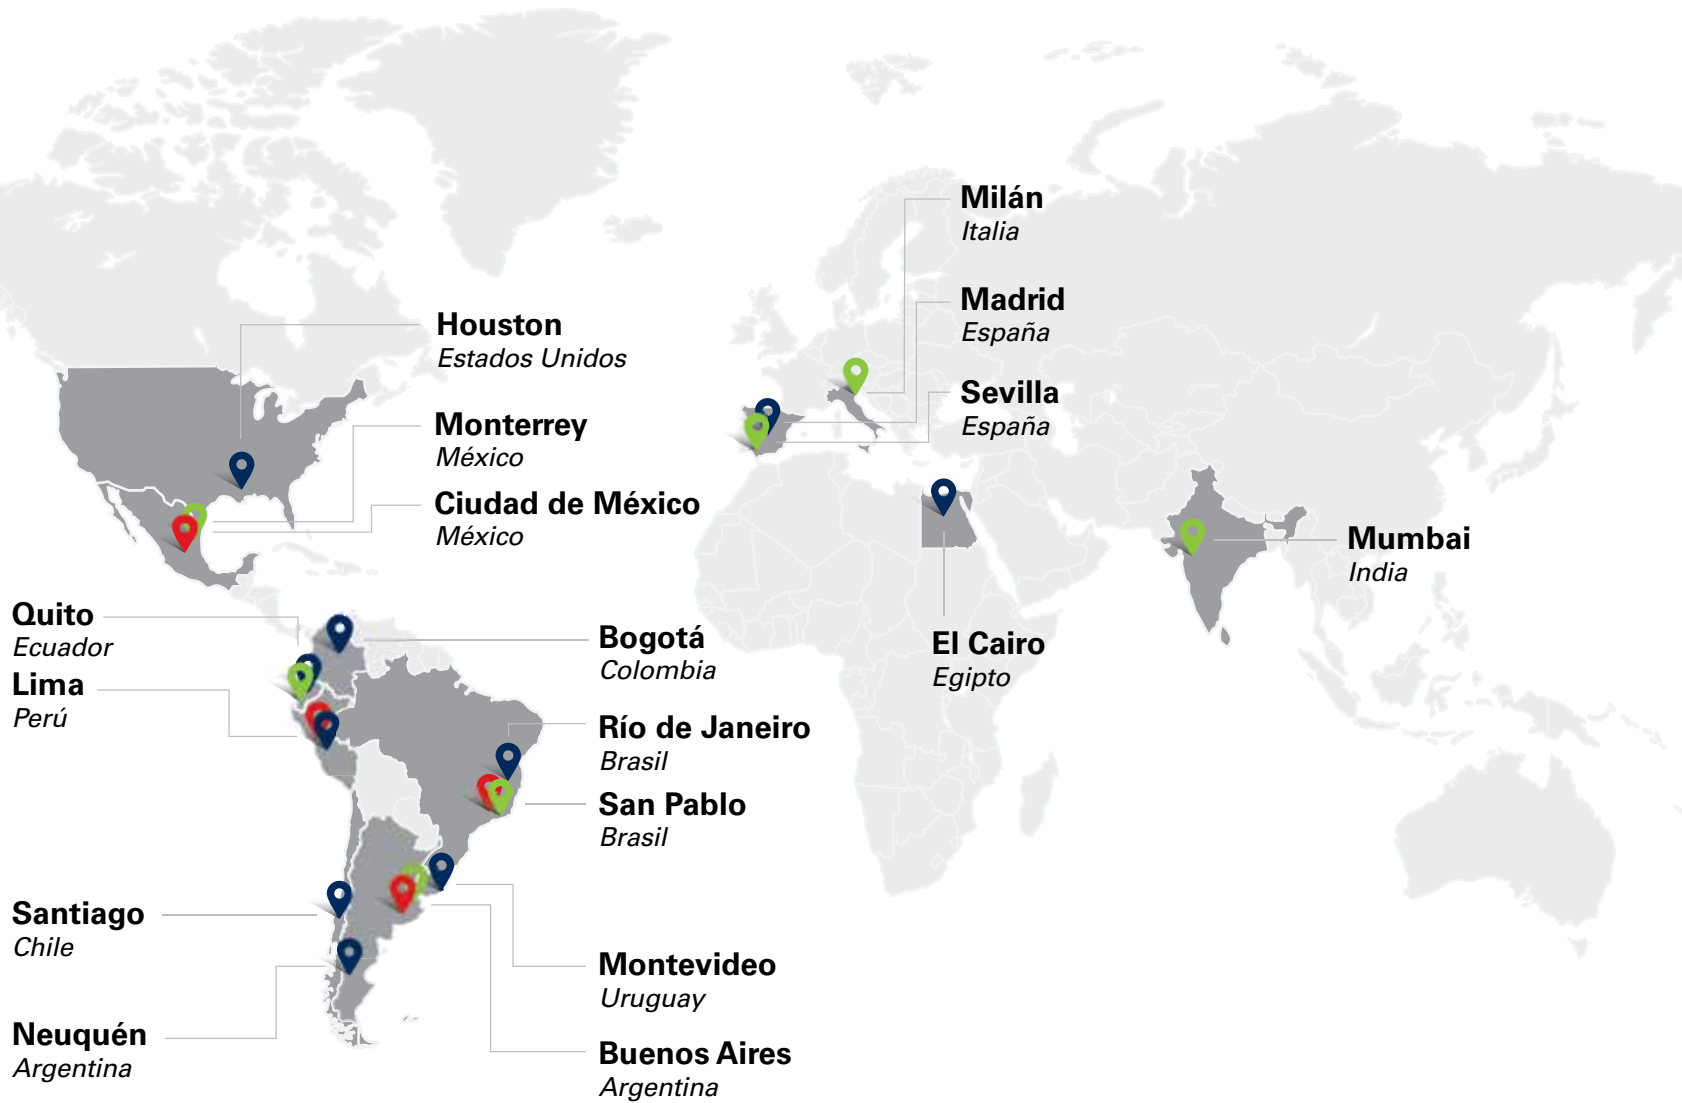 Milán
Italia
Madrid
España
Houston
Estados Unidos
Sevilla
España
Monterrey
México
Ciudad de México
México
Mumbai
India
Quito
Ecuador
Bogotá
Colombia
El Cairo
Egipto
Lima
Perú
Río de Janeiro
Brasil
San Pablo
Brasil
Santiago
Chile
Montevideo
Uruguay
Neuquén
Argentina
Buenos Aires
Argentina